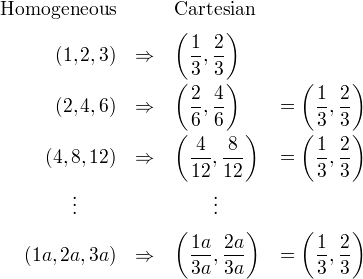 Homogeneous Cartesian
(1, 2, 3) ⇒ (1/3, 2/3)
(2, 4, 6) ⇒ (2/6, 4/6) = (1/3, 2/3)
(4, 8, 12) ⇒ (4/12, 8/12) = (1/3, 2/3)
⋮ ⋮
(1a, 2a, 3a) ⇒ (1a/3a, 2a/3a) = (1/3, 2/3)